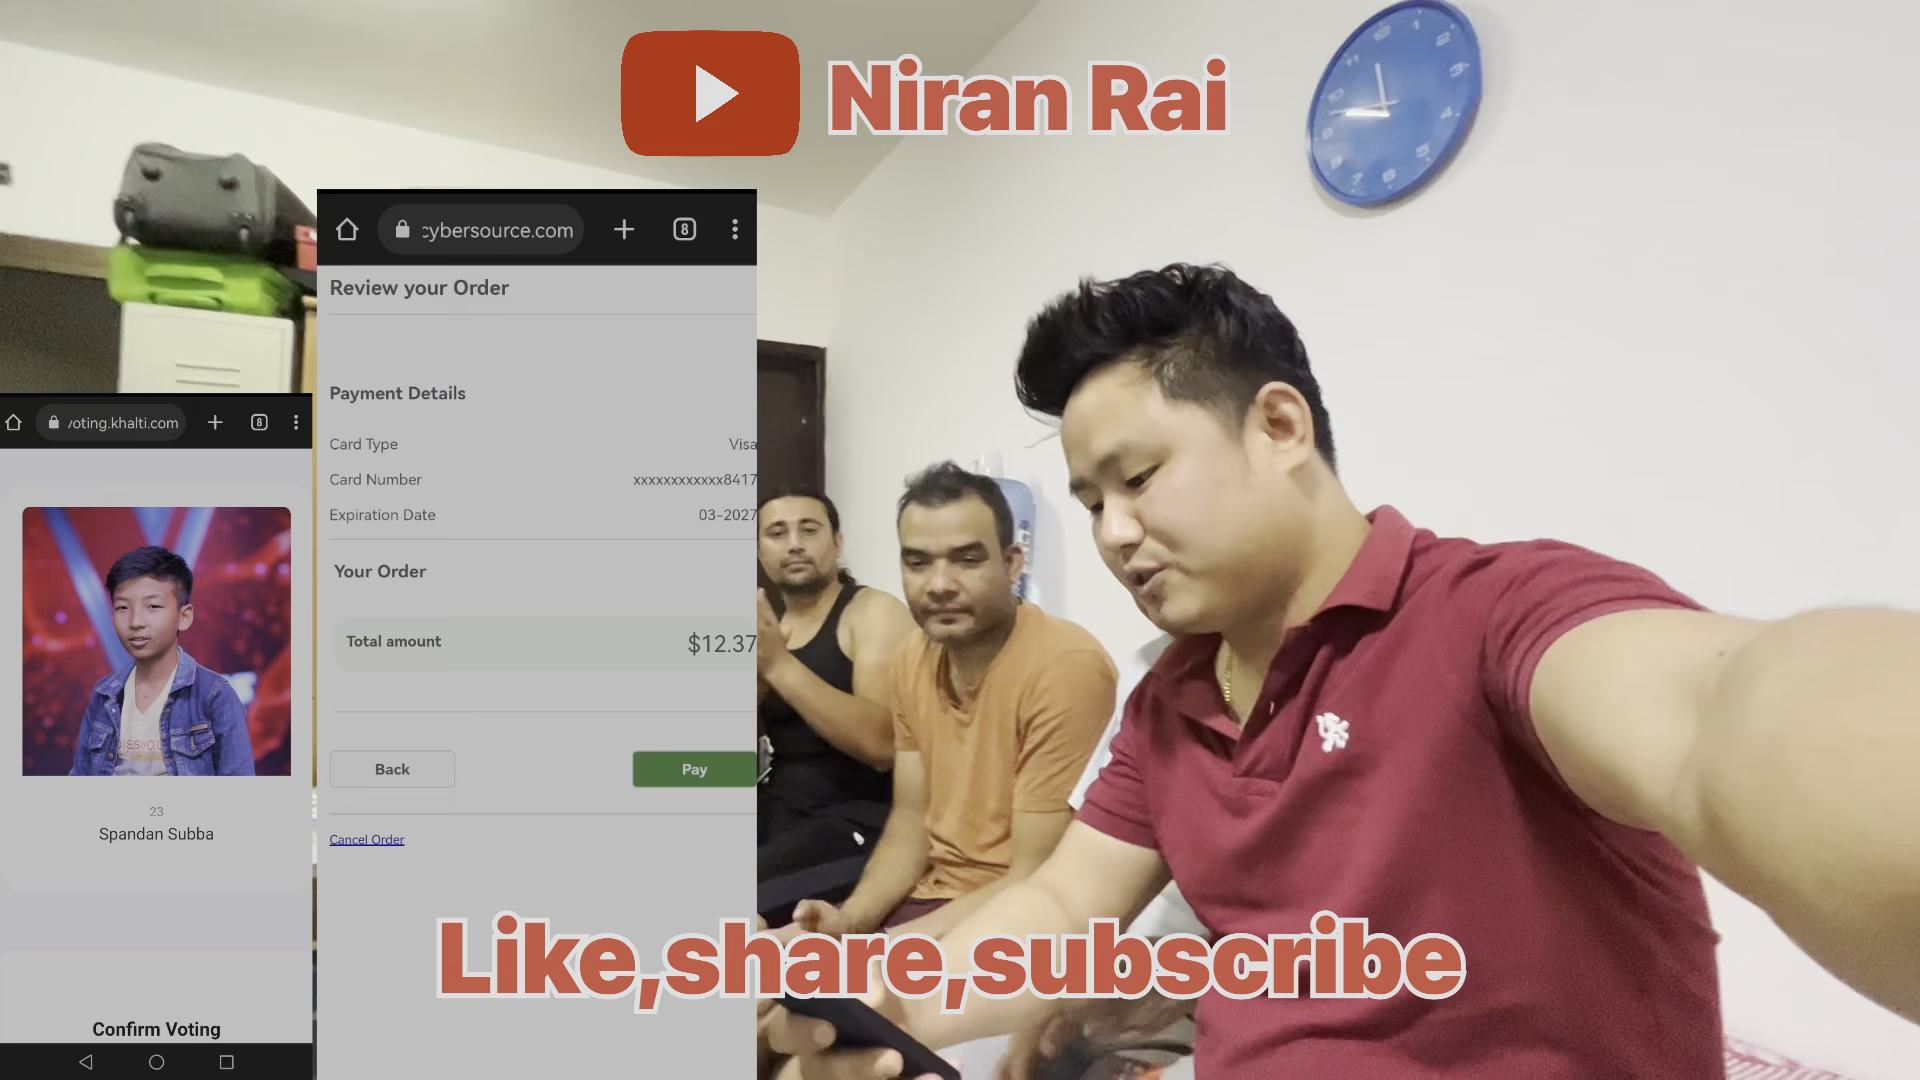 Niran Rai
cybersource.com
8
Review your Order
Payment Details
Card Type Visa
Card Number xxxxxxxxxxxx8417
Expiration Date 03-2027
Your Order
Total amount $12.37
Back Pay
Cancel Order
voting.khalti.com
8
23
Spandan Subba
Confirm Voting
Like,share,subscribe